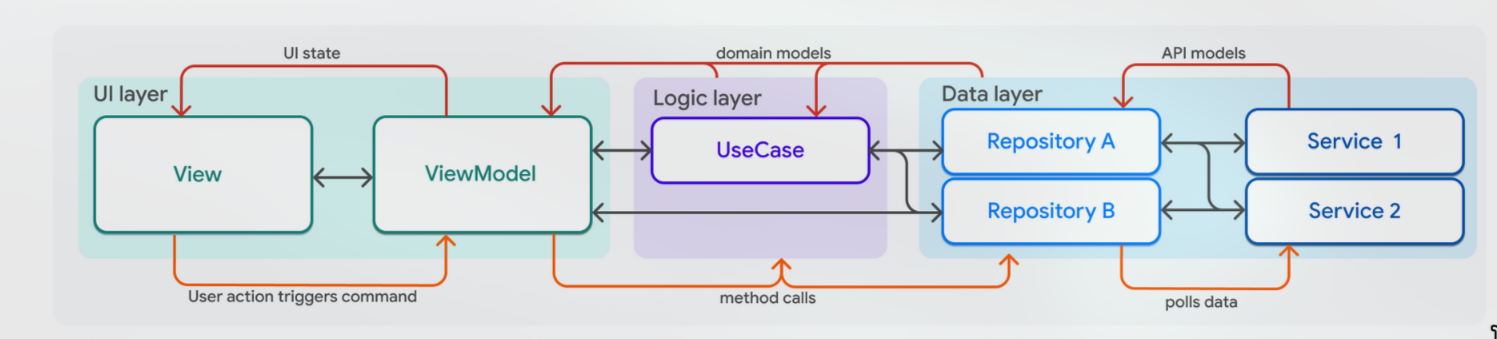 UI state
domain models
API models
UI layer
Logic layer
Data layer
View
ViewModel
UseCase
Repository A
Service 1
Repository B
Service 2
User action triggers command
method calls
polls data